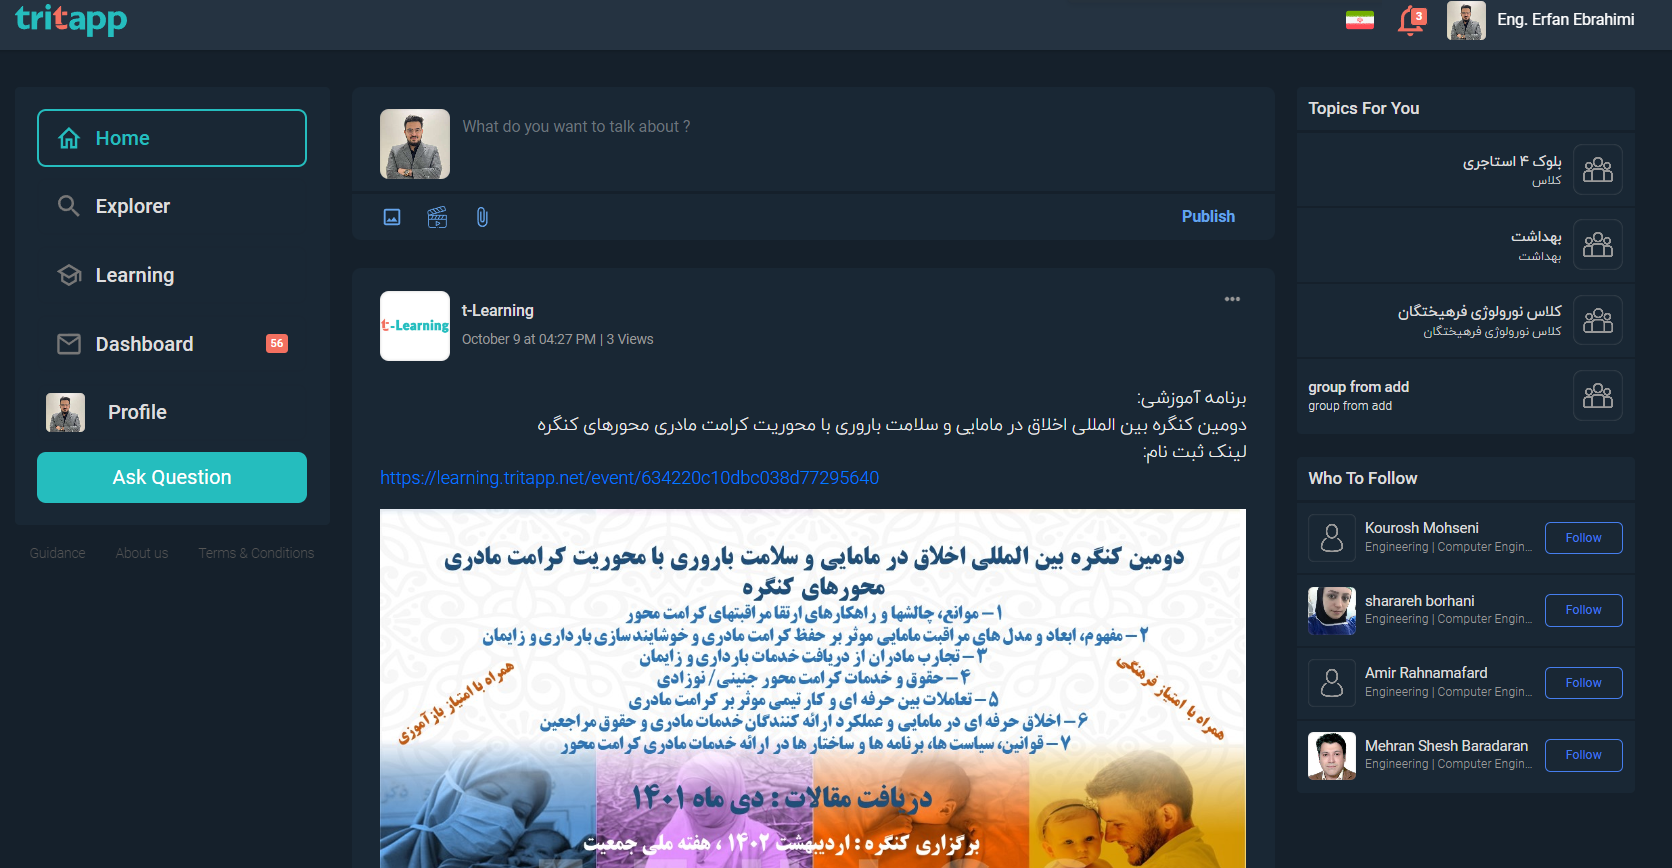 tritapp
3
Eng. Erfan Ebrahimi
Home
Explorer
Learning
Dashboard
56
Profile
Ask Question
Guidance
About us
Terms & Conditions
What do you want to talk about ?
Publish
t-Learning
t-Learning
October 9 at 04:27 PM | 3 Views
برنامه آموزشی:
دومین کنگره بین المللی اخلاق در مامایی و سلامت باروری با محوریت کرامت مادری محورهای کنگره
لینک ثبت نام:
https://learning.tritapp.net/event/634220c10dbc038d77295640
دومین کنگره بین المللی اخلاق در مامایی و سلامت باروری با محوریت کرامت مادری
محورهای کنگره
۱- موانع، چالشها و راهکارهای ارتقا مراقبتهای کرامت محور
۲- مفهوم، ابعاد و مدل های مراقبت مامایی موثر بر حفظ کرامت مادری و خوشایندسازی بارداری و زایمان
۳- تجارب مادران از دریافت خدمات بارداری و زایمان
۴- حقوق و خدمات کرامت محور جنینی/ نوزادی
۵- تعاملات بین حرفه ای و کار تیمی موثر بر کرامت مادری
۶- اخلاق حرفه ای در مامایی و عملکرد ارائه کنندگان خدمات مادری و حقوق مراجعین
۷- قوانین، سیاست ها، برنامه ها و ساختار ها در ارائه خدمات مادری کرامت محور
همراه با امتیاز فرهنگی
همراه با امتیاز بازآموزی
دریافت مقالات : دی ماه ۱۴۰۱
برگزاری کنگره : اردیبهشت ۱۴۰۲ ، هفته ملی جمعیت
Topics For You
بلوک ۴ استاجری
کلاس
بهداشت
بهداشت
کلاس نورولوژی فرهیختگان
کلاس نورولوژی فرهیختگان
group from add
group from add
Who To Follow
Kourosh Mohseni
Engineering | Computer Engin...
Follow
sharareh borhani
Engineering | Computer Engin...
Follow
Amir Rahnamafard
Engineering | Computer Engin...
Follow
Mehran Shesh Baradaran
Engineering | Computer Engin...
Follow